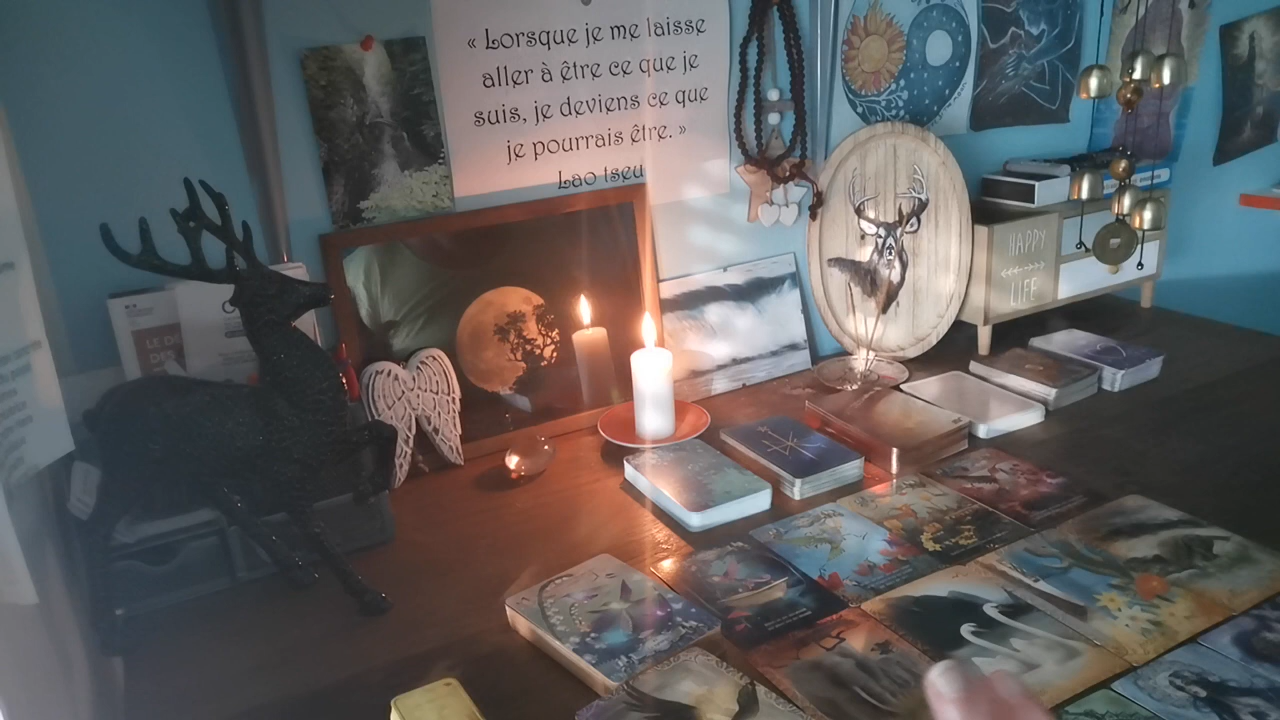 « Lorsque je me laisse
aller à être ce que je
suis, je deviens ce que
je pourrais être. »
Lao tseu
HAPPY
LIFE